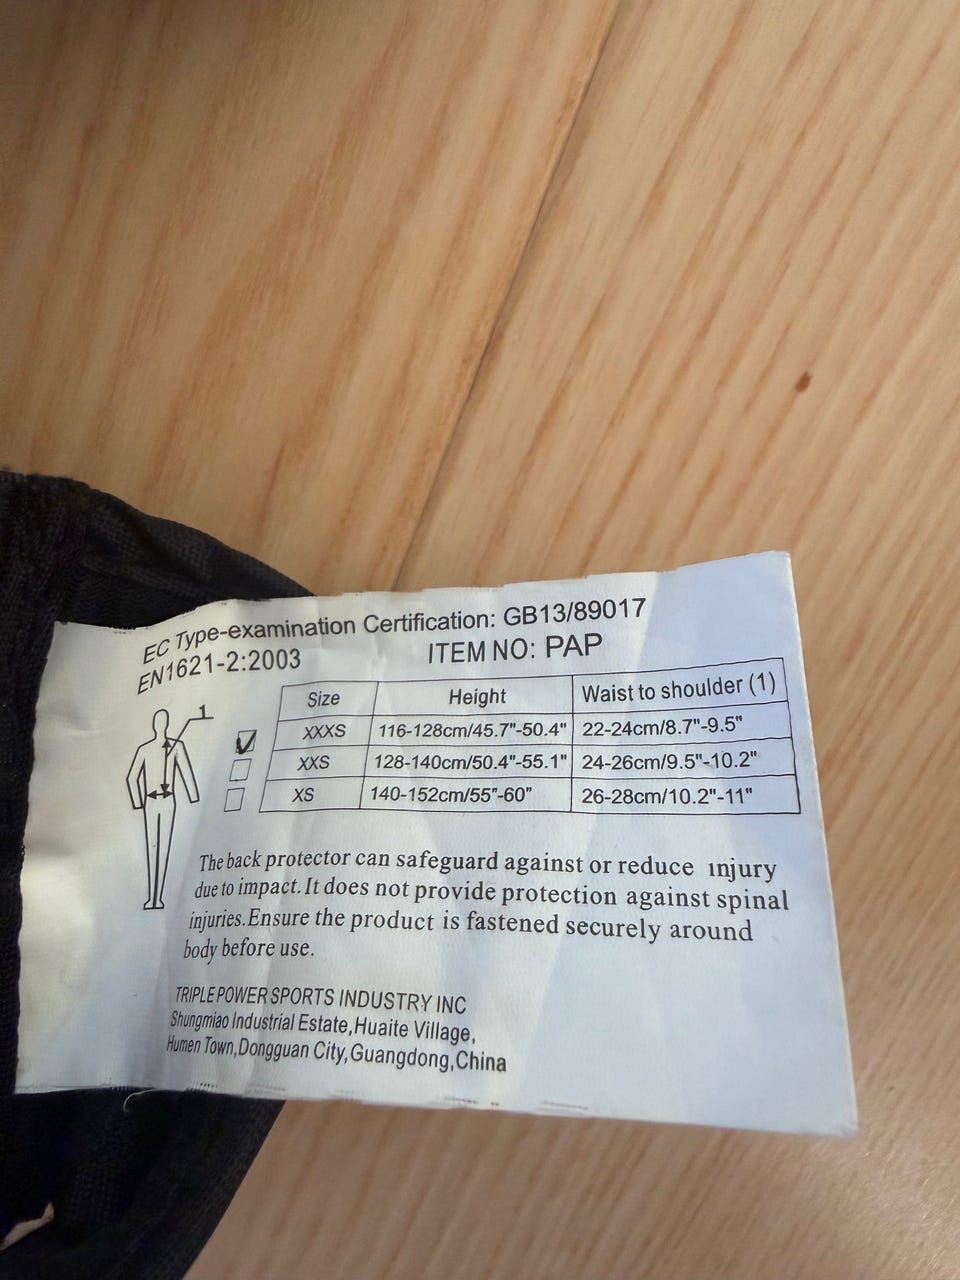 EC Type-examination Certification: GB13/89017
EN1621-2:2003 ITEM NO: PAP
1
Size Height Waist to shoulder (1)
XXXS 116-128cm/45.7"-50.4" 22-24cm/8.7"-9.5"
XXS 128-140cm/50.4"-55.1" 24-26cm/9.5"-10.2"
XS 140-152cm/55"-60" 26-28cm/10.2"-11"
The back protector can safeguard against or reduce injury
due to impact. It does not provide protection against spinal
injuries.Ensure the product is fastened securely around
body before use.
TRIPLE POWER SPORTS INDUSTRY INC
Shungmiao Industrial Estate,Huaite Village,
Humen Town,Dongguan City,Guangdong,China